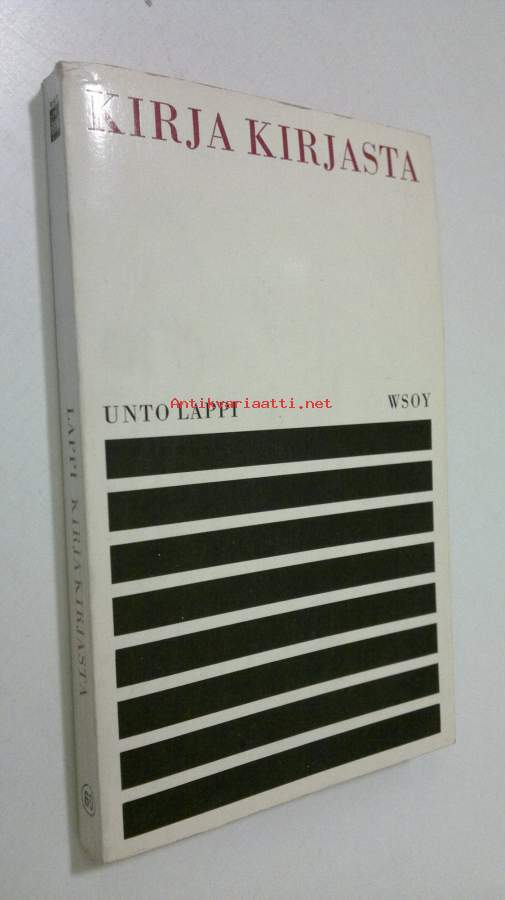 KIRJA KIRJASTA
Antikvariaatti.net
UNTO LAPPI
WSOY
LAPPI KIRJA KIRJASTA